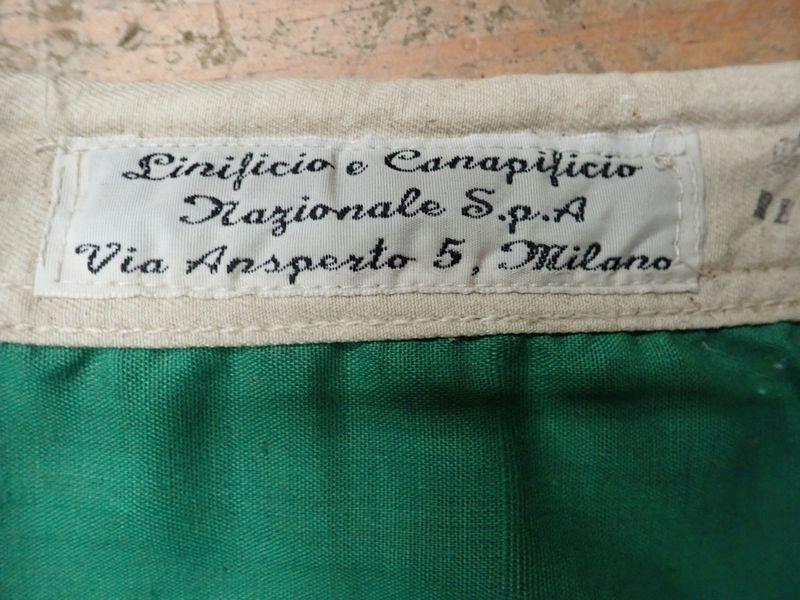 Linificio e Canapificio
Nazionale S.p.A
Via Ansperto 5, Milano